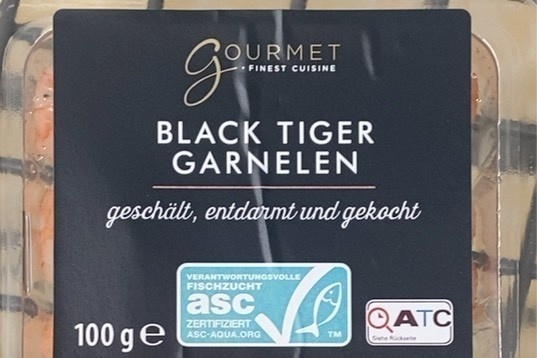 GOURMET
• FINEST CUISINE
BLACK TIGER
GARNELEN
geschält, entdarmt und gekocht
VERANTWORTUNGSVOLLE
FISCHZUCHT
asc
ZERTIFIZIERT
ASC-AQUA.ORG
TM
100 g ℮
ATC
Siehe Rückseite